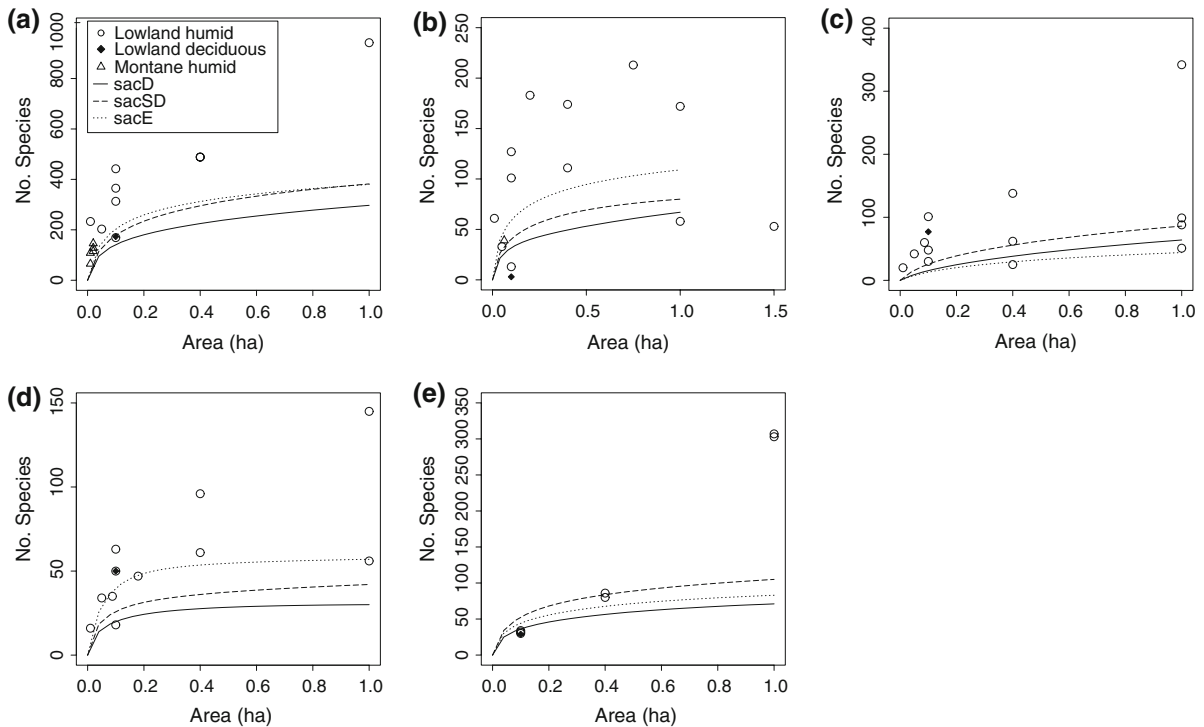 (a)
No. Species
0 200 400 600 800 1000
Lowland humid
Lowland deciduous
Montane humid
sacD
sacSD
sacE
0.0 0.2 0.4 0.6 0.8 1.0
Area (ha)
(b)
No. Species
0 50 100 150 200 250
0.0 0.5 1.0 1.5
Area (ha)
(c)
No. Species
0 100 200 300 400
0.0 0.2 0.4 0.6 0.8 1.0
Area (ha)
(d)
No. Species
0 50 100 150
0.0 0.2 0.4 0.6 0.8 1.0
Area (ha)
(e)
No. Species
0 50 100 150 200 250 300 350
0.0 0.2 0.4 0.6 0.8 1.0
Area (ha)